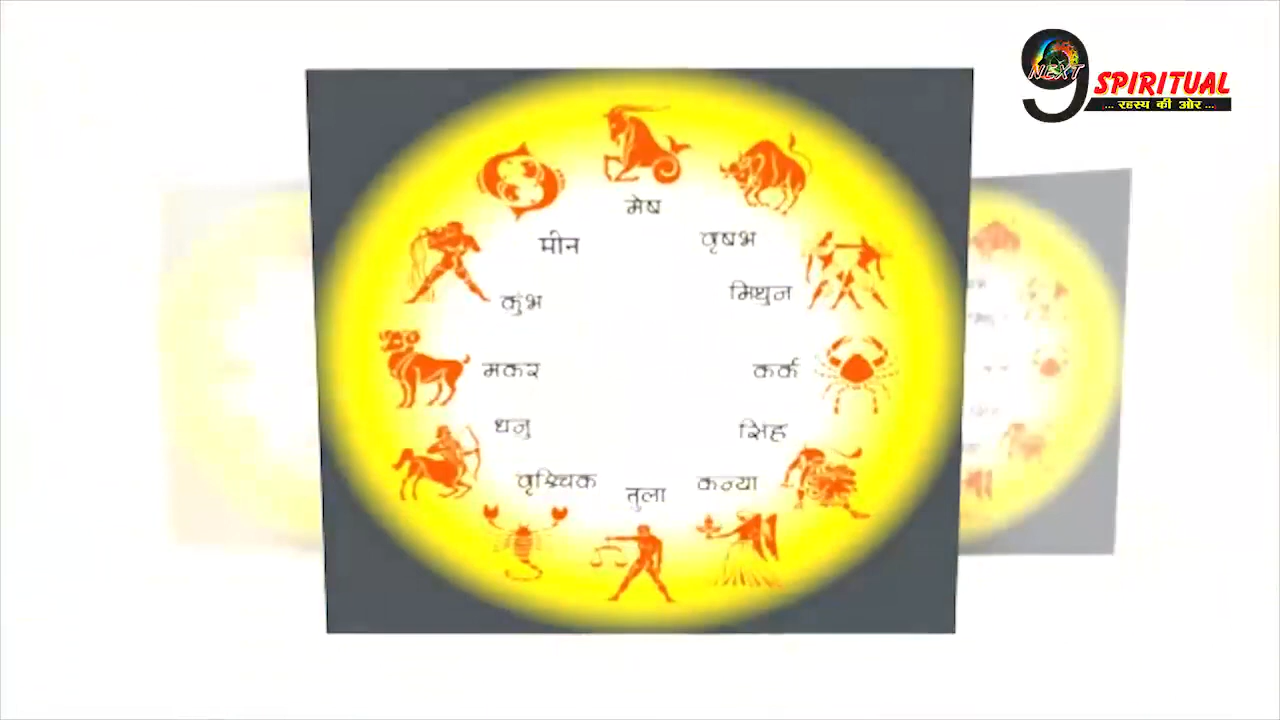 9
NEXT
SPIRITUAL
... रहस्य की ओर ...
मेष
वृषभ
मिथुन
कर्क
सिंह
कन्या
तुला
वृश्चिक
धनु
मकर
कुंभ
मीन